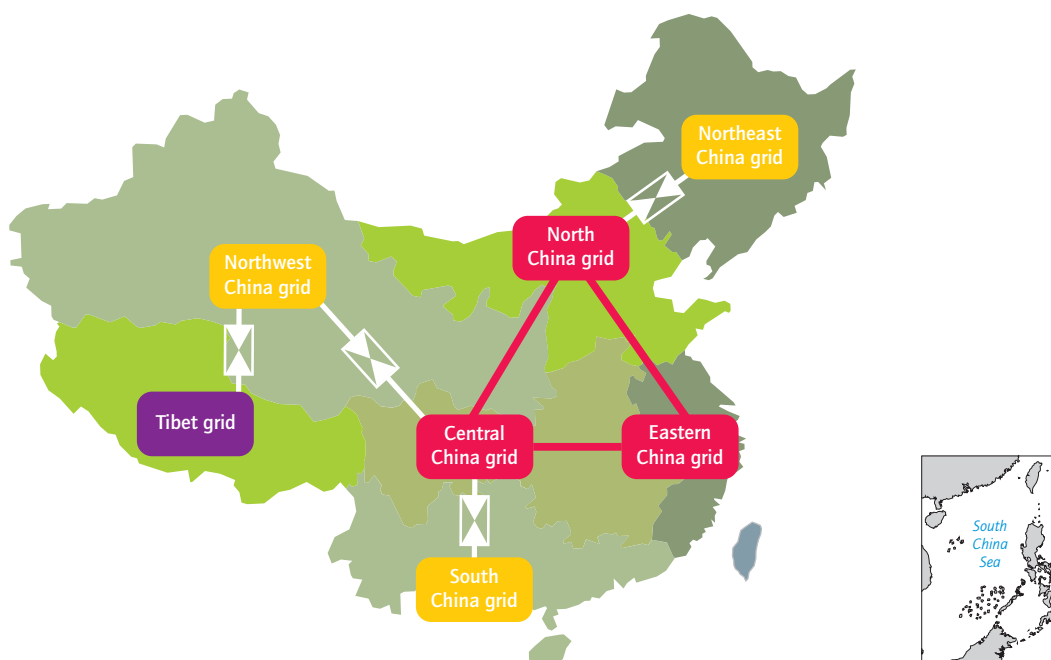 Northeast
China grid
North
China grid
Northwest
China grid
Tibet grid
Central
China grid
Eastern
China grid
South
China grid
South
China
Sea